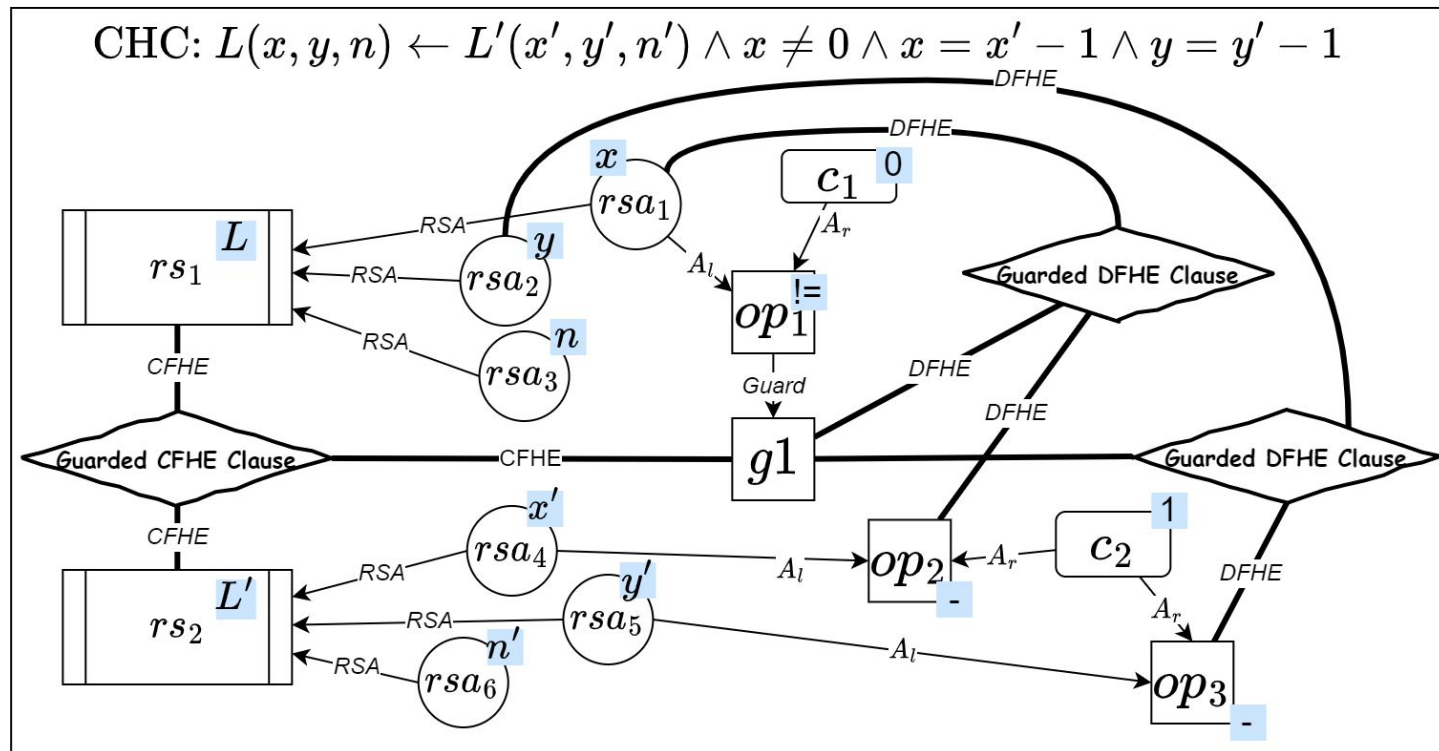 CHC: L(x, y, n) ← L′(x′, y′, n′) ∧ x ≠ 0 ∧ x = x′ − 1 ∧ y = y′ − 1
DFHE
DFHE
x
rsa₁
0
c₁
RSA
Aᵣ
L
rs₁
y
rsa₂
RSA
Aₗ
!=
op₁
Guarded DFHE Clause
n
rsa₃
RSA
CFHE
Guard
DFHE
DFHE
Guarded CFHE Clause
CFHE
g1
Guarded DFHE Clause
CFHE
x′
rsa₄
RSA
Aₗ
op₂
-
Aᵣ
1
c₂
DFHE
L′
rs₂
y′
rsa₅
RSA
Aᵣ
n′
rsa₆
RSA
Aₗ
op₃
-